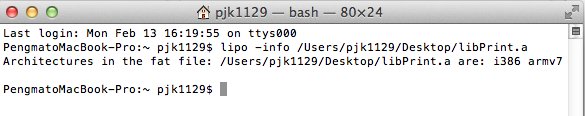 pjk1129 — bash — 80×24
Last login: Mon Feb 13 16:19:55 on ttys000
PengmatoMacBook-Pro:~ pjk1129$ lipo -info /Users/pjk1129/Desktop/libPrint.a
Architectures in the fat file: /Users/pjk1129/Desktop/libPrint.a are: i386 armv7
PengmatoMacBook-Pro:~ pjk1129$